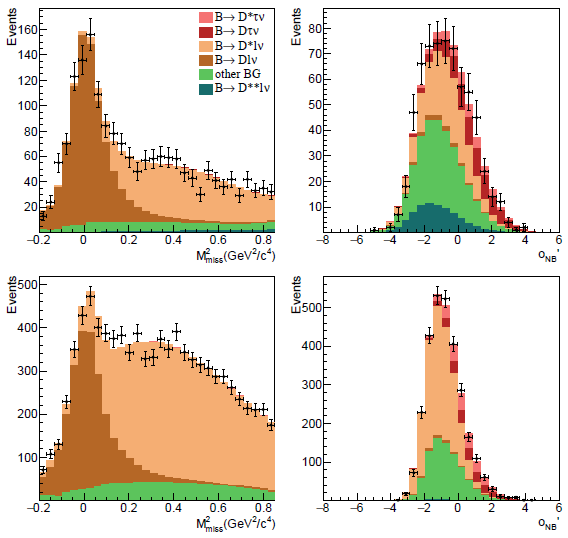 Events
160
140
120
100
80
60
40
20
B→ D*τν
B→ Dτν
B→ D*lν
B→ Dlν
other BG
B→ D**lν
−0.2 0 0.2 0.4 0.6 0.8
M²miss(GeV²/c⁴)
Events
80
70
60
50
40
30
20
10
−8 −6 −4 −2 0 2 4 6
oNB'
Events
500
400
300
200
100
−0.2 0 0.2 0.4 0.6 0.8
M²miss(GeV²/c⁴)
Events
500
400
300
200
100
−8 −6 −4 −2 0 2 4 6
oNB'